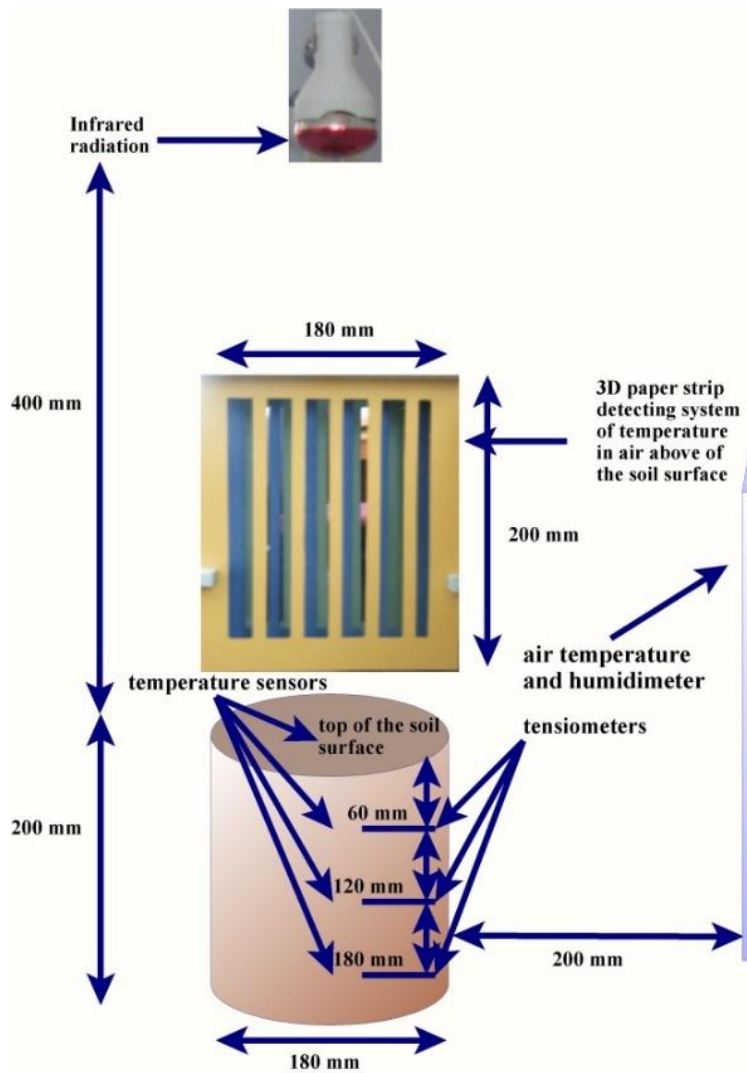 Infrared
radiation
180 mm
400 mm
3D paper strip
detecting system
of temperature
in air above of
the soil surface
200 mm
air temperature
and humidimeter
temperature sensors
tensiometers
top of the soil
surface
60 mm
200 mm
120 mm
180 mm
200 mm
180 mm